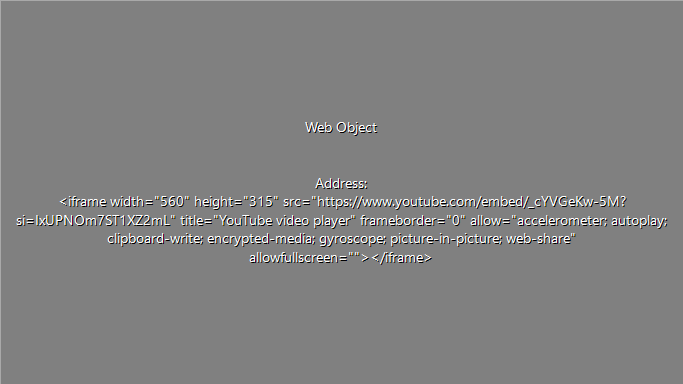 Web Object
Address:
<iframe width="560" height="315" src="https://www.youtube.com/embed/_cYVGeKw-5M?
si=IxUPNOm7ST1XZ2mL" title="YouTube video player" frameborder="0" allow="accelerometer; autoplay;
clipboard-write; encrypted-media; gyroscope; picture-in-picture; web-share"
allowfullscreen=""></iframe>